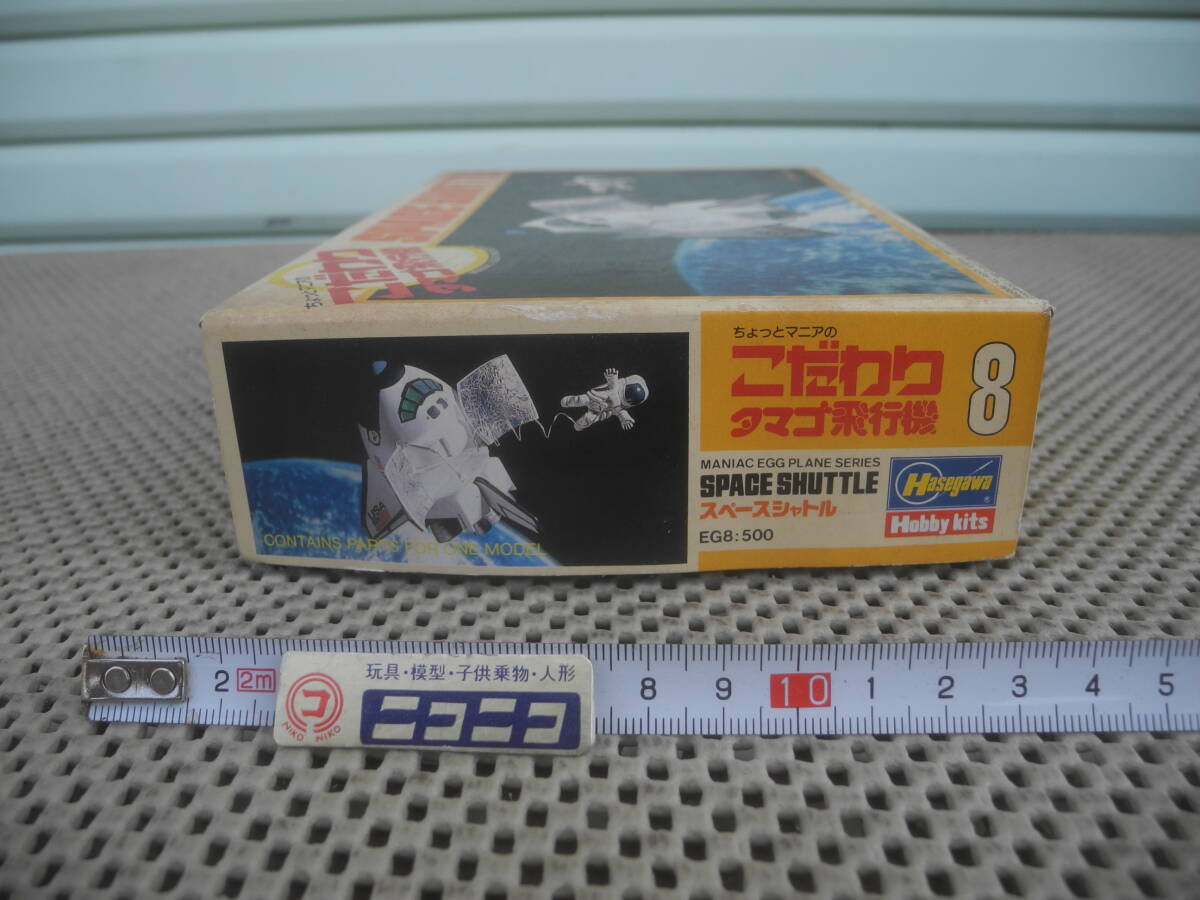 ちょっとマニアの
こだわり
タマゴ飛行機
8
MANIAC EGG PLANE SERIES
SPACE SHUTTLE
スペースシャトル
EG8:500
Hasegawa
Hobby kits
USA
CONTAINS PARTS FOR ONE MODEL
2 2m 8 9 10 1 2 3 4 5
玩具・模型・子供乗物・人形
コ
NIKO NIKO
ニコニコ